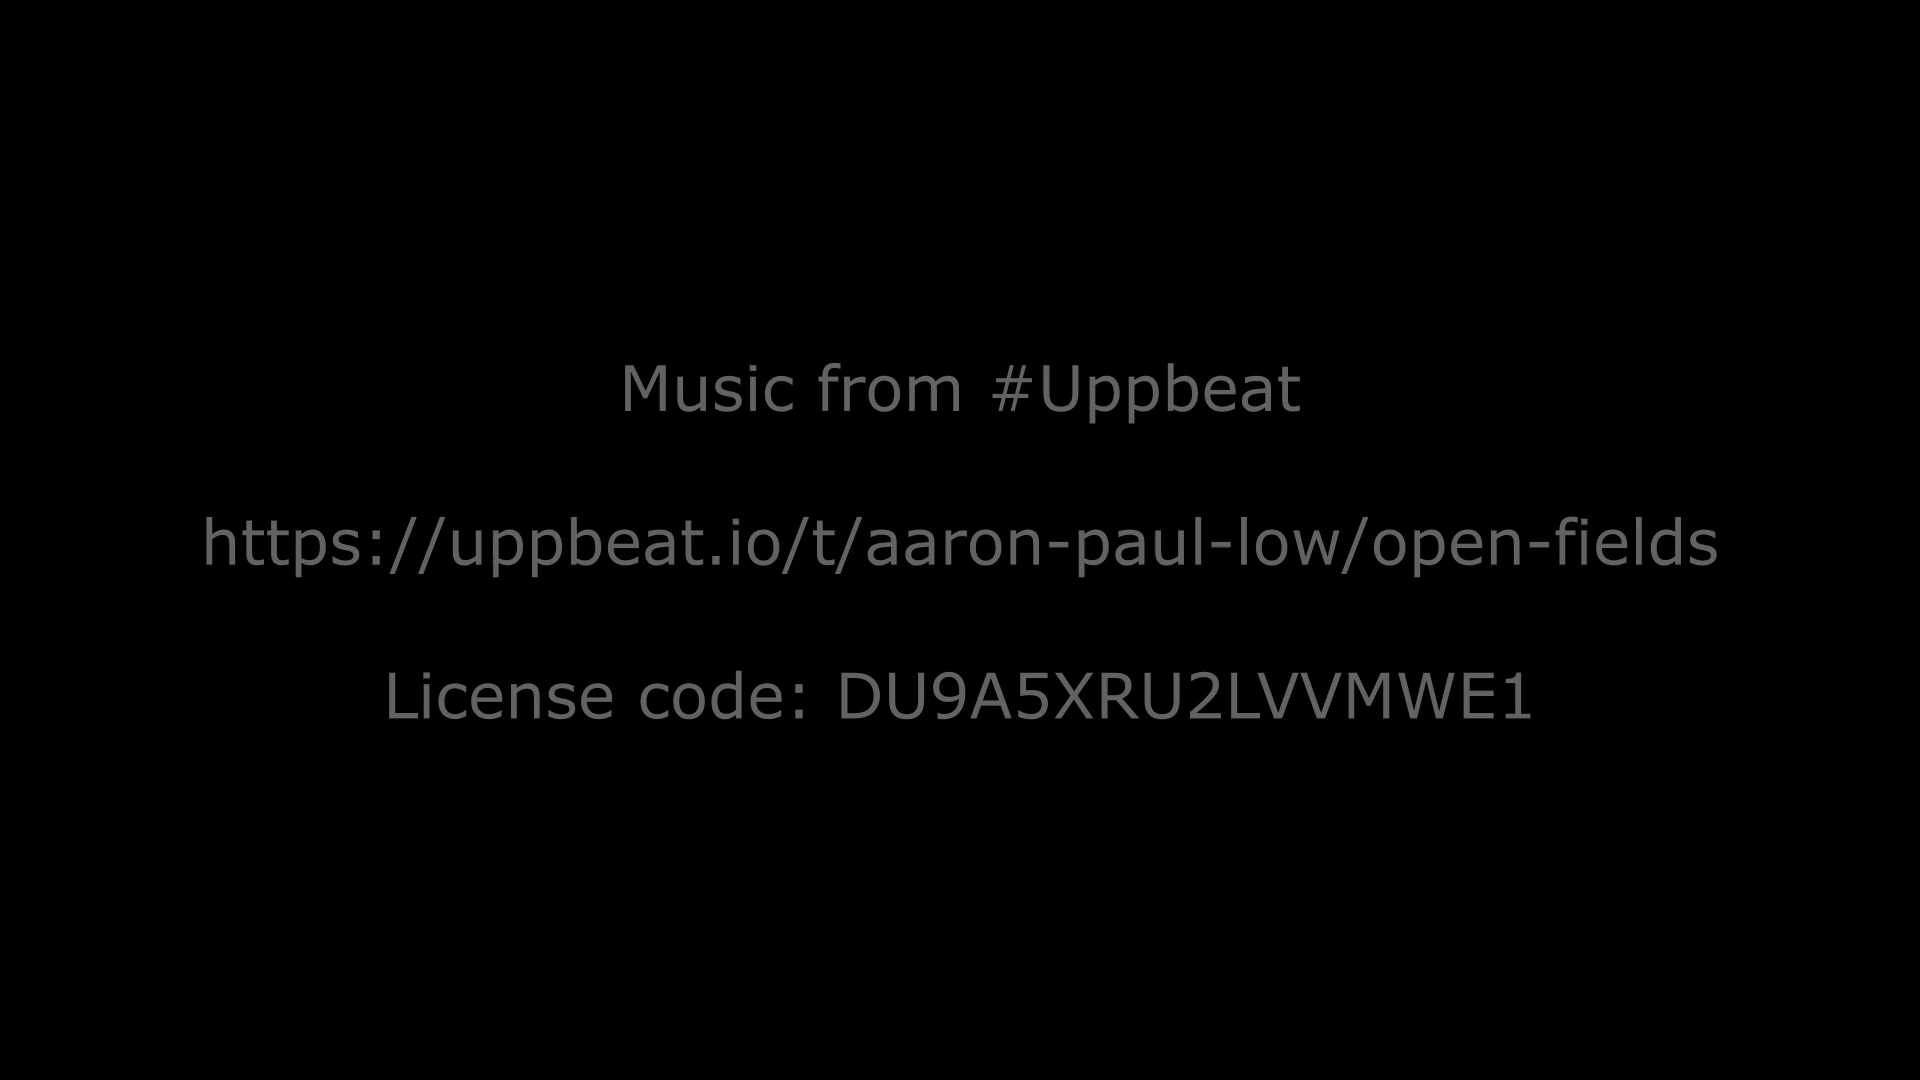 Music from #Uppbeat
https://uppbeat.io/t/aaron-paul-low/open-fields
License code: DU9A5XRU2LVVMWE1